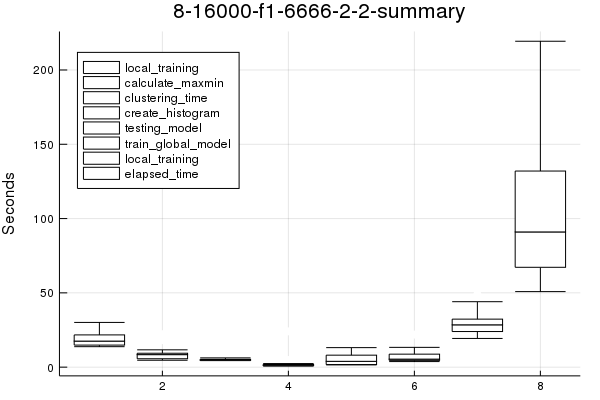 8-16000-f1-6666-2-2-summary
200
150
100
50
0
Seconds
local_training
calculate_maxmin
clustering_time
create_histogram
testing_model
train_global_model
local_training
elapsed_time
2 4 6 8